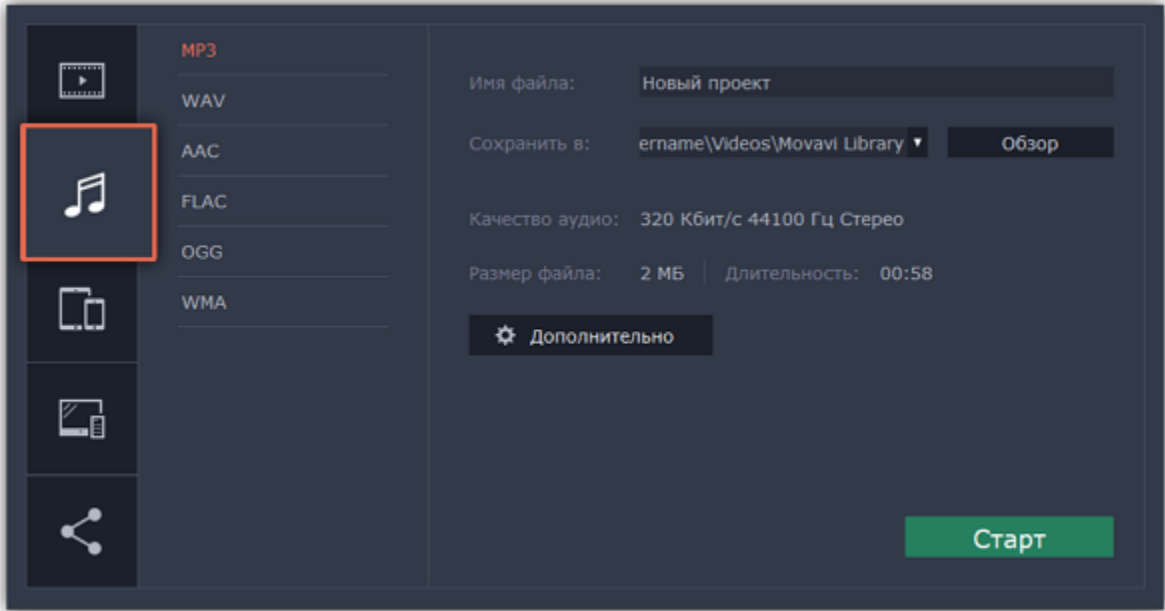 MP3
WAV
AAC
FLAC
OGG
WMA
Имя файла: Новый проект
Сохранить в: ername\Videos\Movavi Library Обзор
Качество аудио: 320 Кбит/с 44100 Гц Стерео
Размер файла: 2 МБ Длительность: 00:58
Дополнительно
Старт